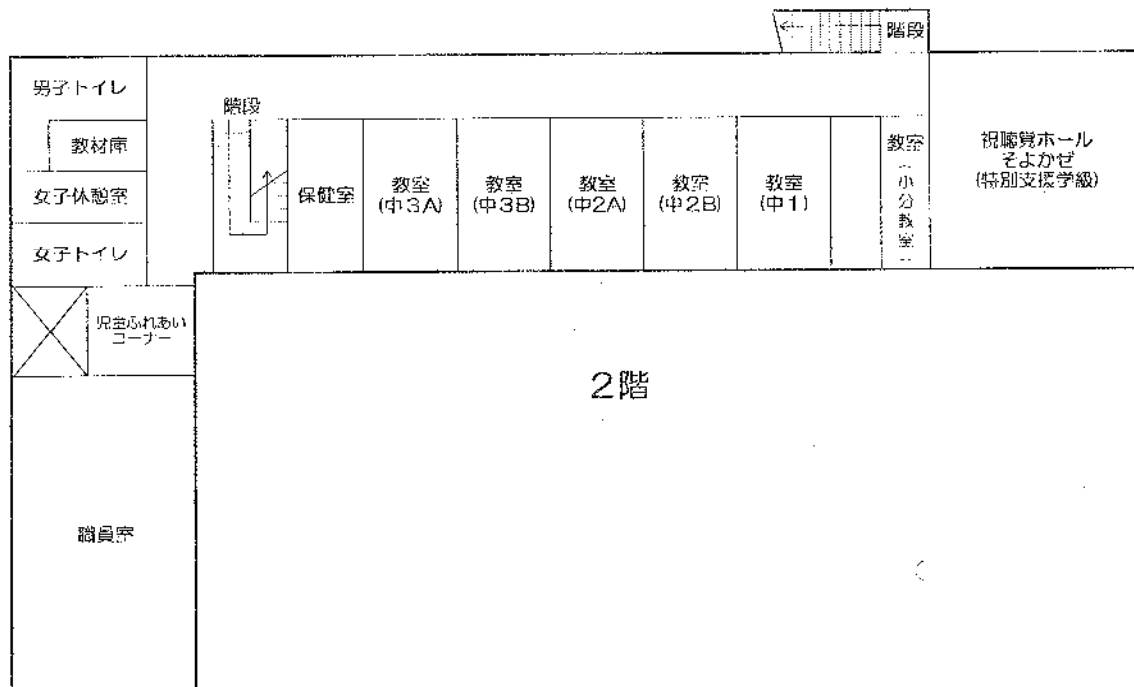 階段
男子トイレ
階段
教材庫
女子休憩室
女子トイレ
保健室
教室
(中3A)
教室
(中3B)
教室
(中2A)
教室
(中2B)
教室
(中1)
教室
(小分教室)
視聴覚ホール
そよかぜ
(特別支援学級)
児童ふれあい
コーナー
2階
職員室